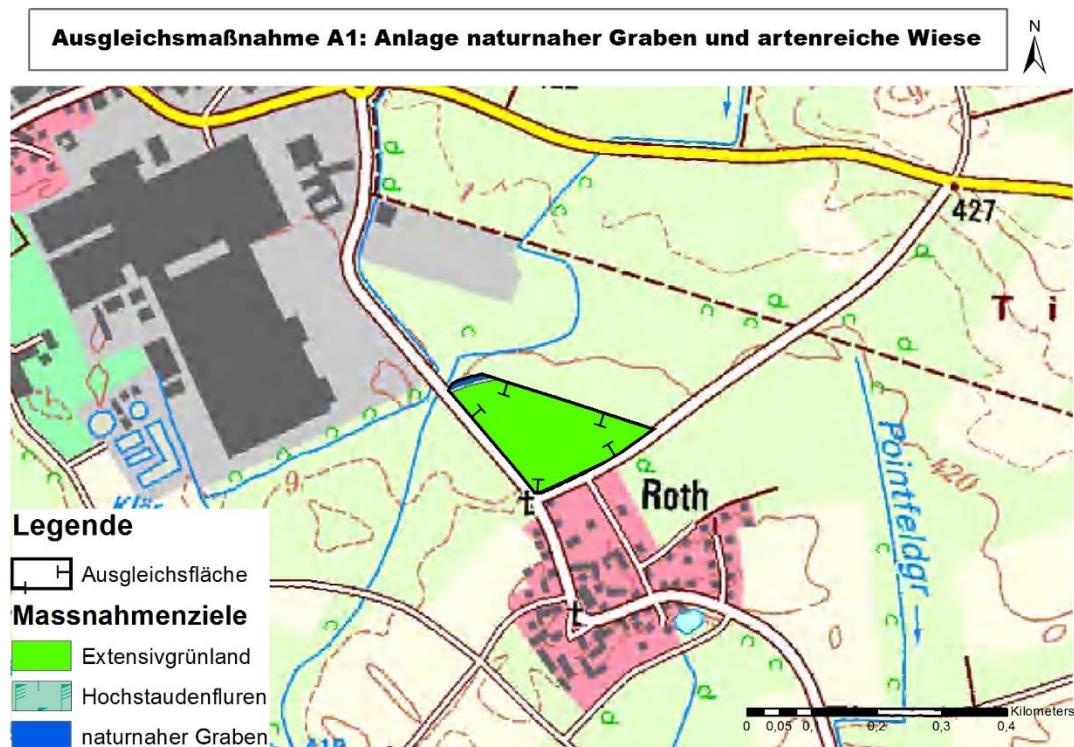 Ausgleichsmaßnahme A1: Anlage naturnaher Graben und artenreiche Wiese
N
427
T i
Pointfeldgr
420
Roth
Legende
Ausgleichsfläche
Massnahmenziele
Extensivgrünland
Hochstaudenfluren
naturnaher Graben
Kilometers
0 0,05 0,1 0,2 0,3 0,4